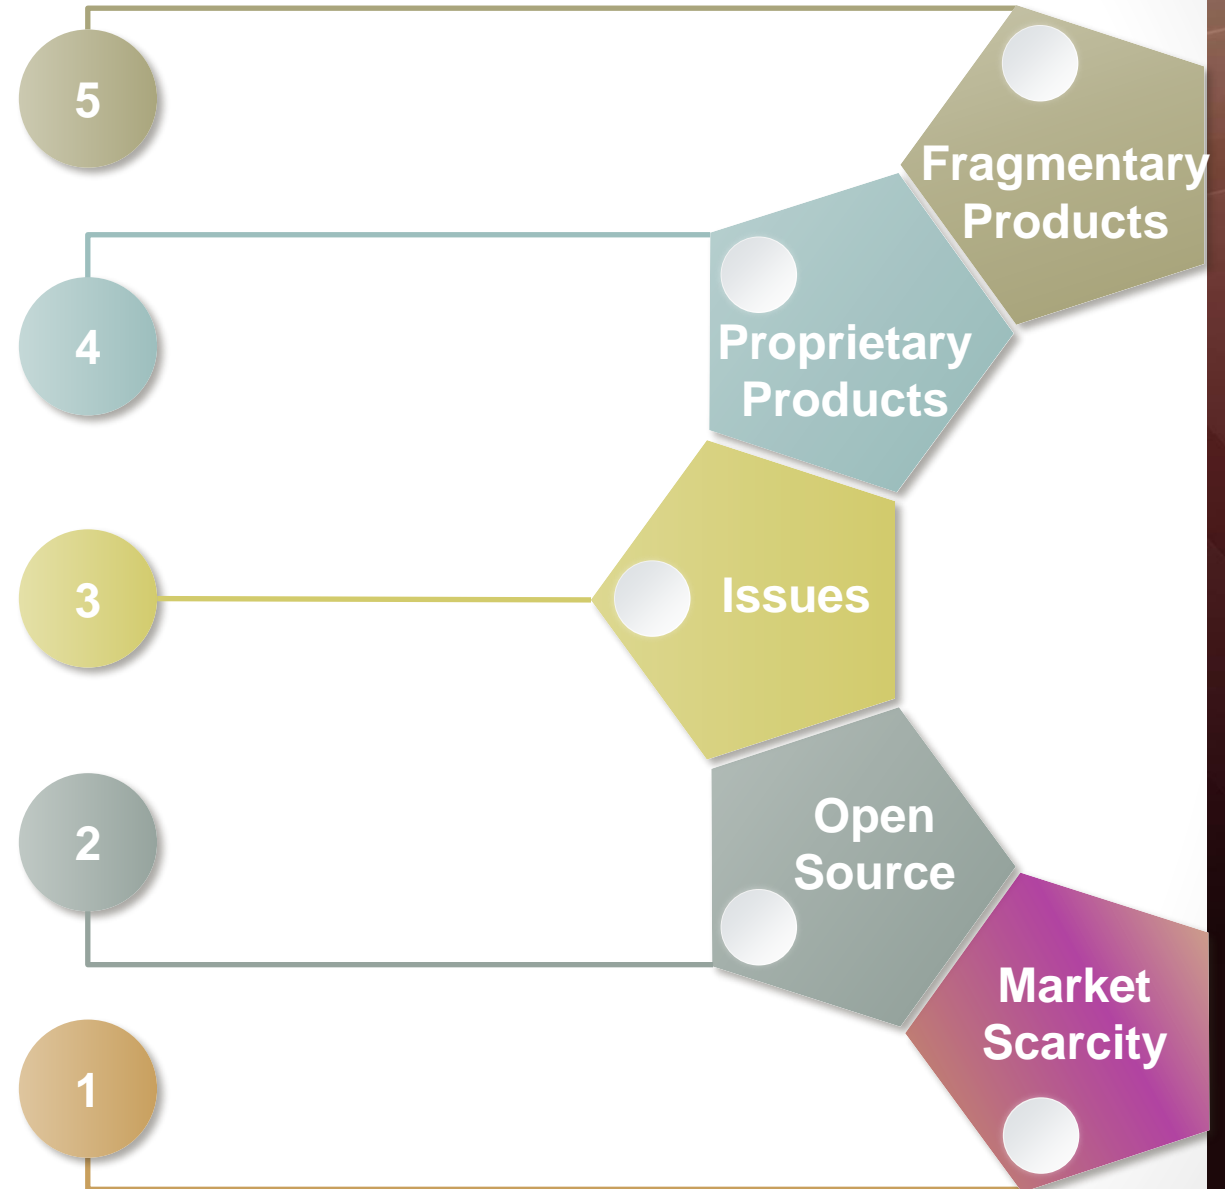 5
Fragmentary
Products
4
Proprietary
Products
3
Issues
2
Open
Source
1
Market
Scarcity